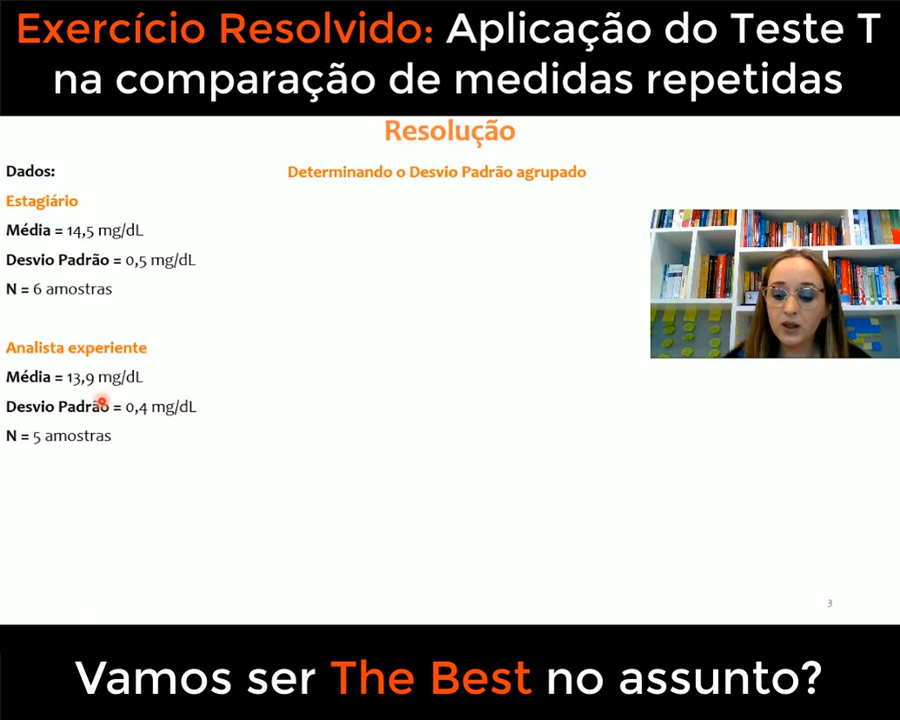 Exercício Resolvido: Aplicação do Teste T
na comparação de medidas repetidas
Resolução
Dados:
Determinando o Desvio Padrão agrupado
Estagiário
Média = 14,5 mg/dL
Desvio Padrão = 0,5 mg/dL
N = 6 amostras
Analista experiente
Média = 13,9 mg/dL
Desvio Padrão = 0,4 mg/dL
N = 5 amostras
3
Vamos ser The Best no assunto?